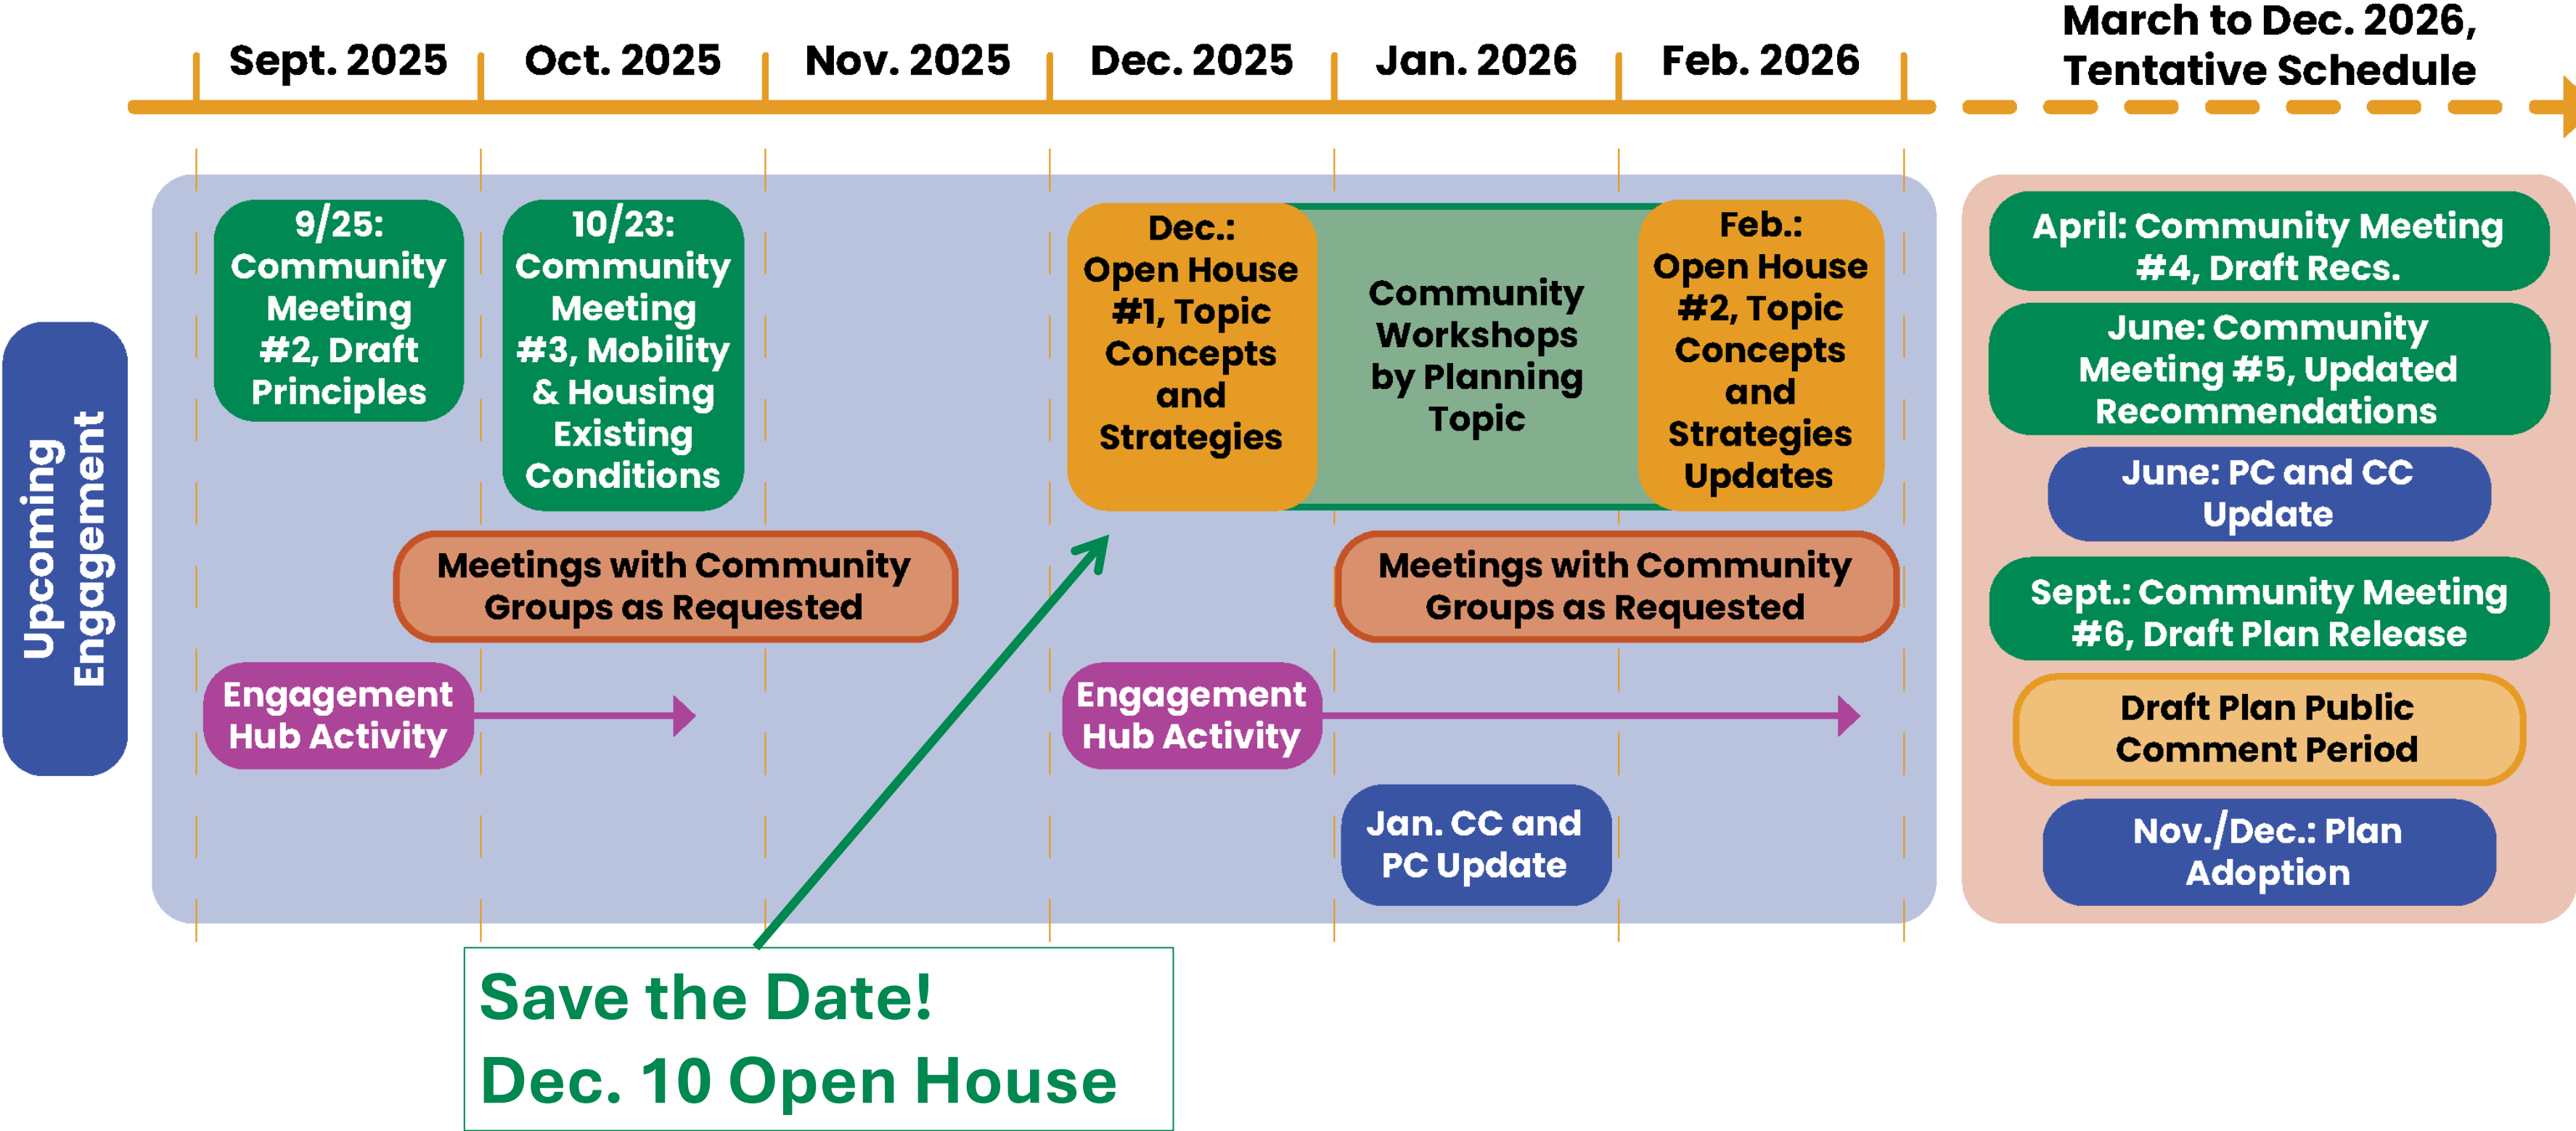 Sept. 2025
Oct. 2025
Nov. 2025
Dec. 2025
Jan. 2026
Feb. 2026
March to Dec. 2026,
Tentative Schedule
Upcoming
Engagement
9/25:
Community
Meeting
#2, Draft
Principles
10/23:
Community
Meeting
#3, Mobility
& Housing
Existing
Conditions
Dec.:
Open House
#1, Topic
Concepts
and
Strategies
Community
Workshops
by Planning
Topic
Feb.:
Open House
#2, Topic
Concepts
and
Strategies
Updates
Meetings with Community
Groups as Requested
Meetings with Community
Groups as Requested
Engagement
Hub Activity
Engagement
Hub Activity
Jan. CC and
PC Update
April: Community Meeting
#4, Draft Recs.
June: Community
Meeting #5, Updated
Recommendations
June: PC and CC
Update
Sept.: Community Meeting
#6, Draft Plan Release
Draft Plan Public
Comment Period
Nov./Dec.: Plan
Adoption
Save the Date!
Dec. 10 Open House